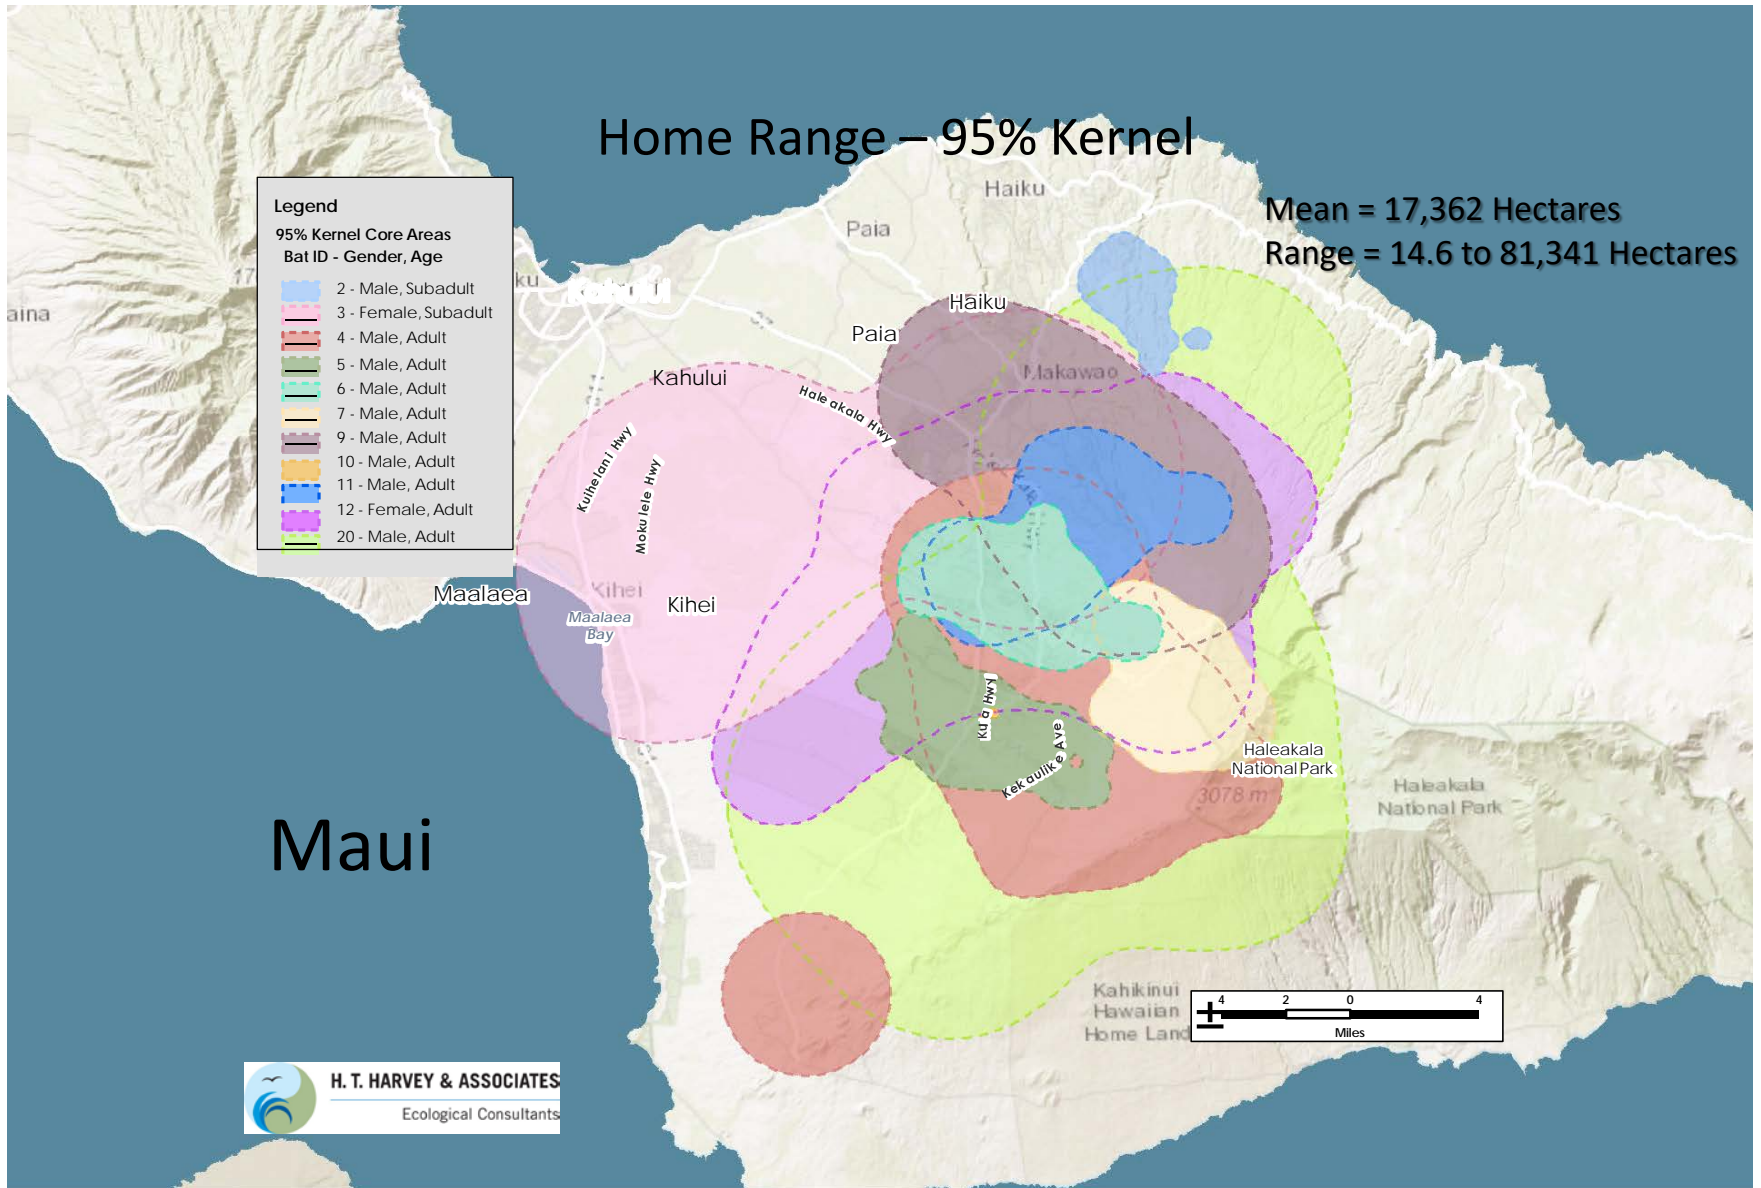 Home Range – 95% Kernel
Mean = 17,362 Hectares
Range = 14.6 to 81,341 Hectares
Legend
95% Kernel Core Areas
Bat ID - Gender, Age
2 - Male, Subadult
3 - Female, Subadult
4 - Male, Adult
5 - Male, Adult
6 - Male, Adult
7 - Male, Adult
9 - Male, Adult
10 - Male, Adult
11 - Male, Adult
12 - Female, Adult
20 - Male, Adult
Haiku
Paia
aina
ku
Kahului
Haiku
Paia
Makawao
Kahului
Haleakala Hwy
Kuihelani Hwy
Mokulele Hwy
Maalaea
Kihei
Kihei
Maalaea
Bay
Kula Hwy
Kekaulike Ave
Haleakala
National Park
3078 m
Haleakala
National Park
Maui
Kahikinui
Hawaiian
Home Land
4 2 0 4
Miles
H. T. HARVEY & ASSOCIATES
Ecological Consultants